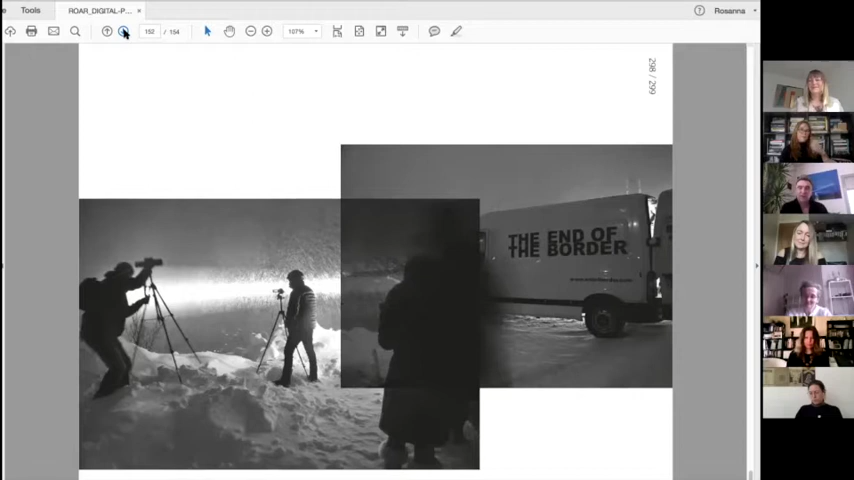 Tools
ROAR_DIGITAL-P... ×
Rosanna
152 / 154
107%
298 / 299
THE END OF
THE BORDER